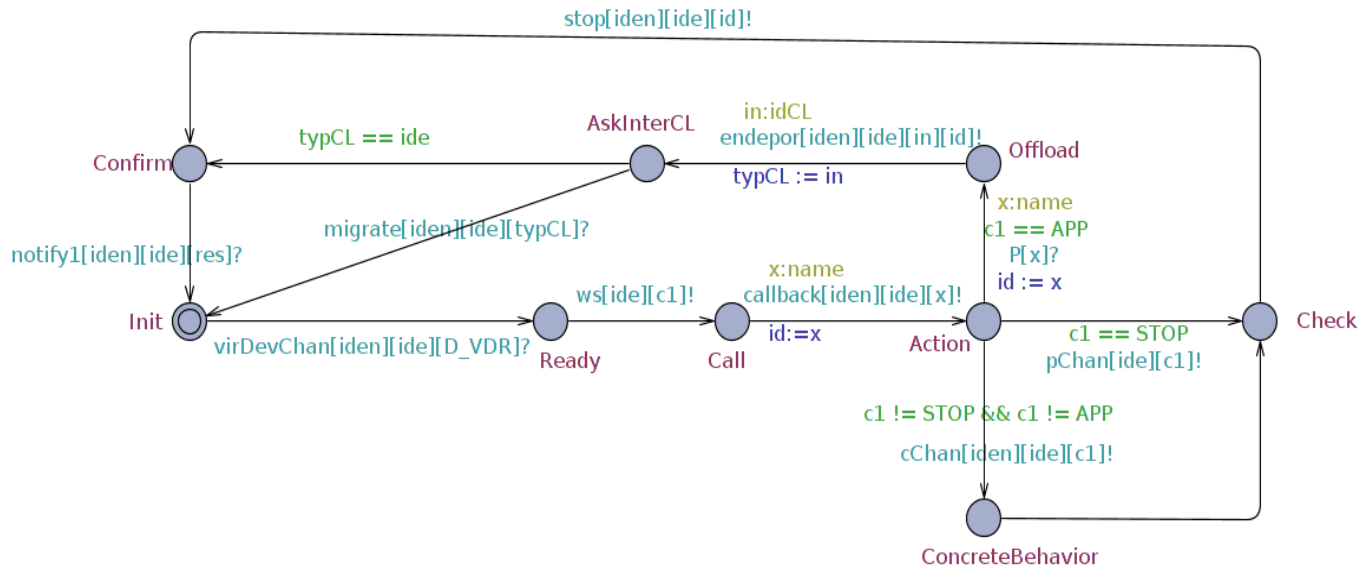 stop[iden][ide][id]!
in:idCL
AskInterCL
typCL == ide
endepor[iden][ide][in][id]!
Confirm
Offload
typCL := in
x:name
migrate[iden][ide][typCL]?
c1 == APP
notify1[iden][ide][res]?
P[x]?
x:name
id := x
ws[ide][c1]!
callback[iden][ide][x]!
Init
Check
virDevChan[iden][ide][D_VDR]?
id:=x
c1 == STOP
Ready
Call
Action
pChan[ide][c1]!
c1 != STOP && c1 != APP
cChan[iden][ide][c1]!
ConcreteBehavior